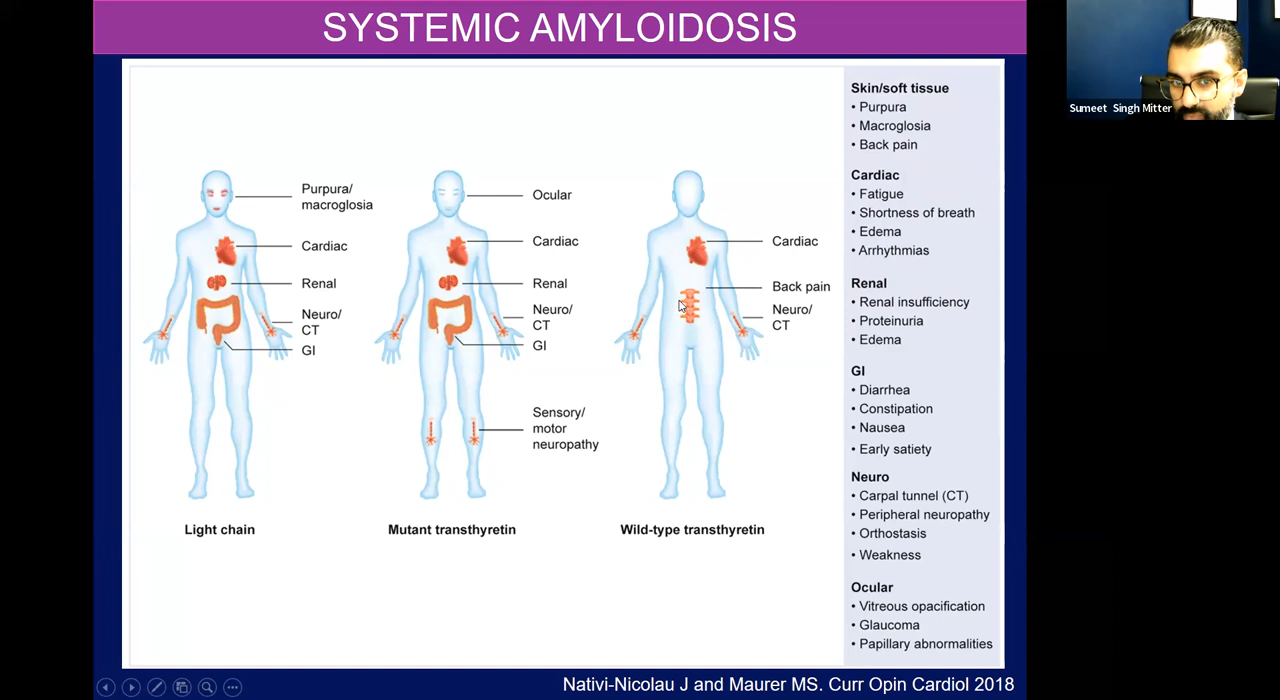 SYSTEMIC AMYLOIDOSIS
Sumeet Singh Mitter
Purpura/
macroglosia
Cardiac
Renal
Neuro/
CT
GI
Light chain
Ocular
Cardiac
Renal
Neuro/
CT
GI
Sensory/
motor
neuropathy
Mutant transthyretin
Cardiac
Back pain
Neuro/
CT
Wild-type transthyretin
Skin/soft tissue
• Purpura
• Macroglosia
• Back pain
Cardiac
• Fatigue
• Shortness of breath
• Edema
• Arrhythmias
Renal
• Renal insufficiency
• Proteinuria
• Edema
GI
• Diarrhea
• Constipation
• Nausea
• Early satiety
Neuro
• Carpal tunnel (CT)
• Peripheral neuropathy
• Orthostasis
• Weakness
Ocular
• Vitreous opacification
• Glaucoma
• Papillary abnormalities
Nativi-Nicolau J and Maurer MS. Curr Opin Cardiol 2018